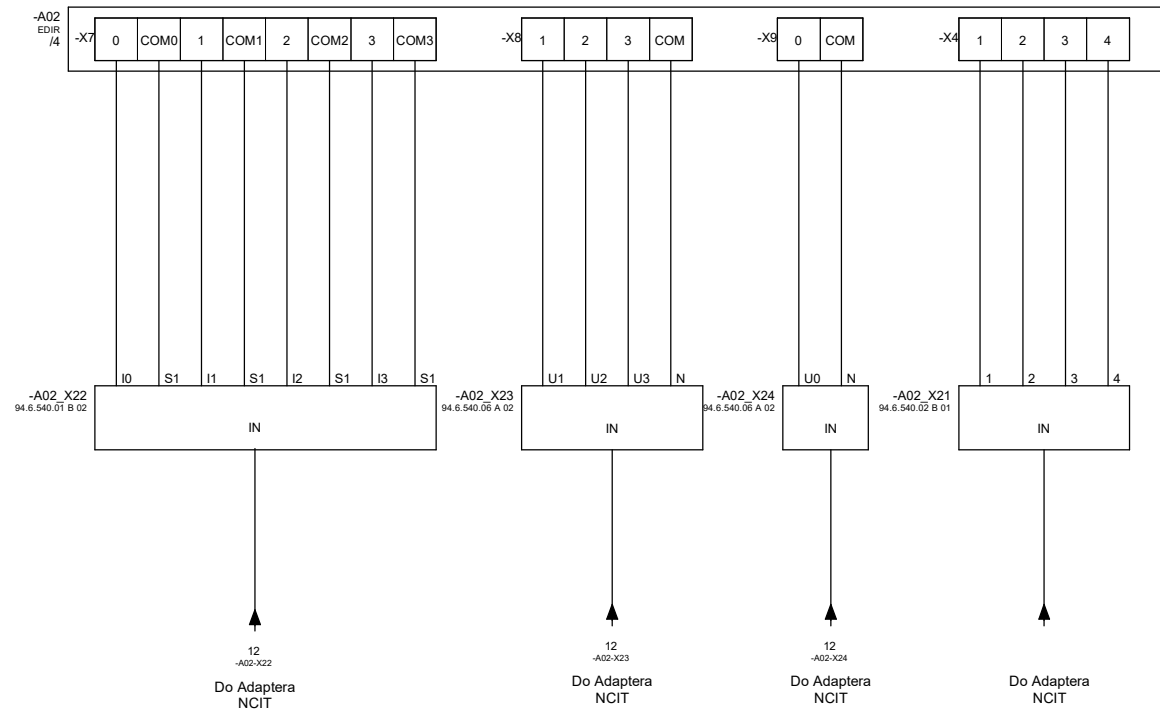 -A02
EDIR
/4
-X7 0 COM0 1 COM1 2 COM2 3 COM3
-X8 1 2 3 COM
-X9 0 COM
-X4 1 2 3 4
I0 S1 I1 S1 I2 S1 I3 S1
U1 U2 U3 N
U0 N
1 2 3 4
-A02_X22
94.6.540.01 B 02
IN
-A02_X23
94.6.540.06 A 02
IN
-A02_X24
94.6.540.06 A 02
IN
-A02_X21
94.6.540.02 B 01
IN
12
-A02-X22
Do Adaptera
NCIT
12
-A02-X23
Do Adaptera
NCIT
12
-A02-X24
Do Adaptera
NCIT
Do Adaptera
NCIT